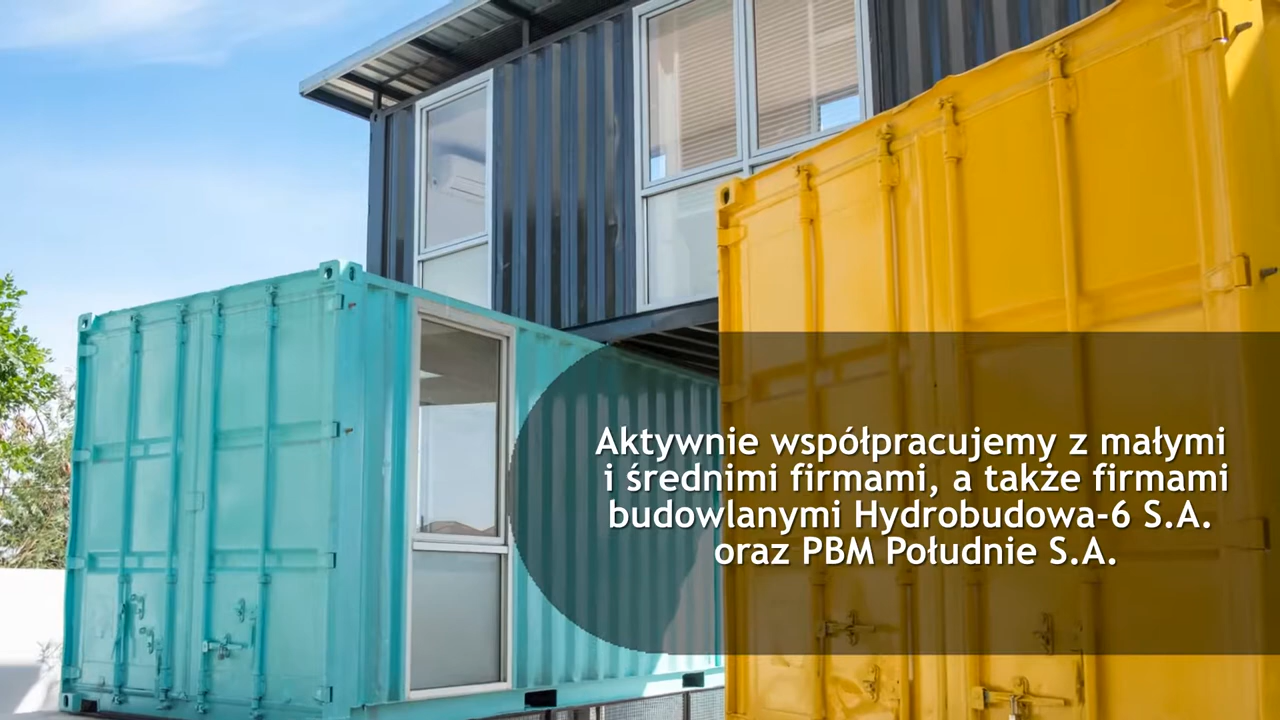 Aktywnie współpracujemy z małymi
i średnimi firmami, a także firmami
budowlanymi Hydrobudowa-6 S.A.
oraz PBM Południe S.A.